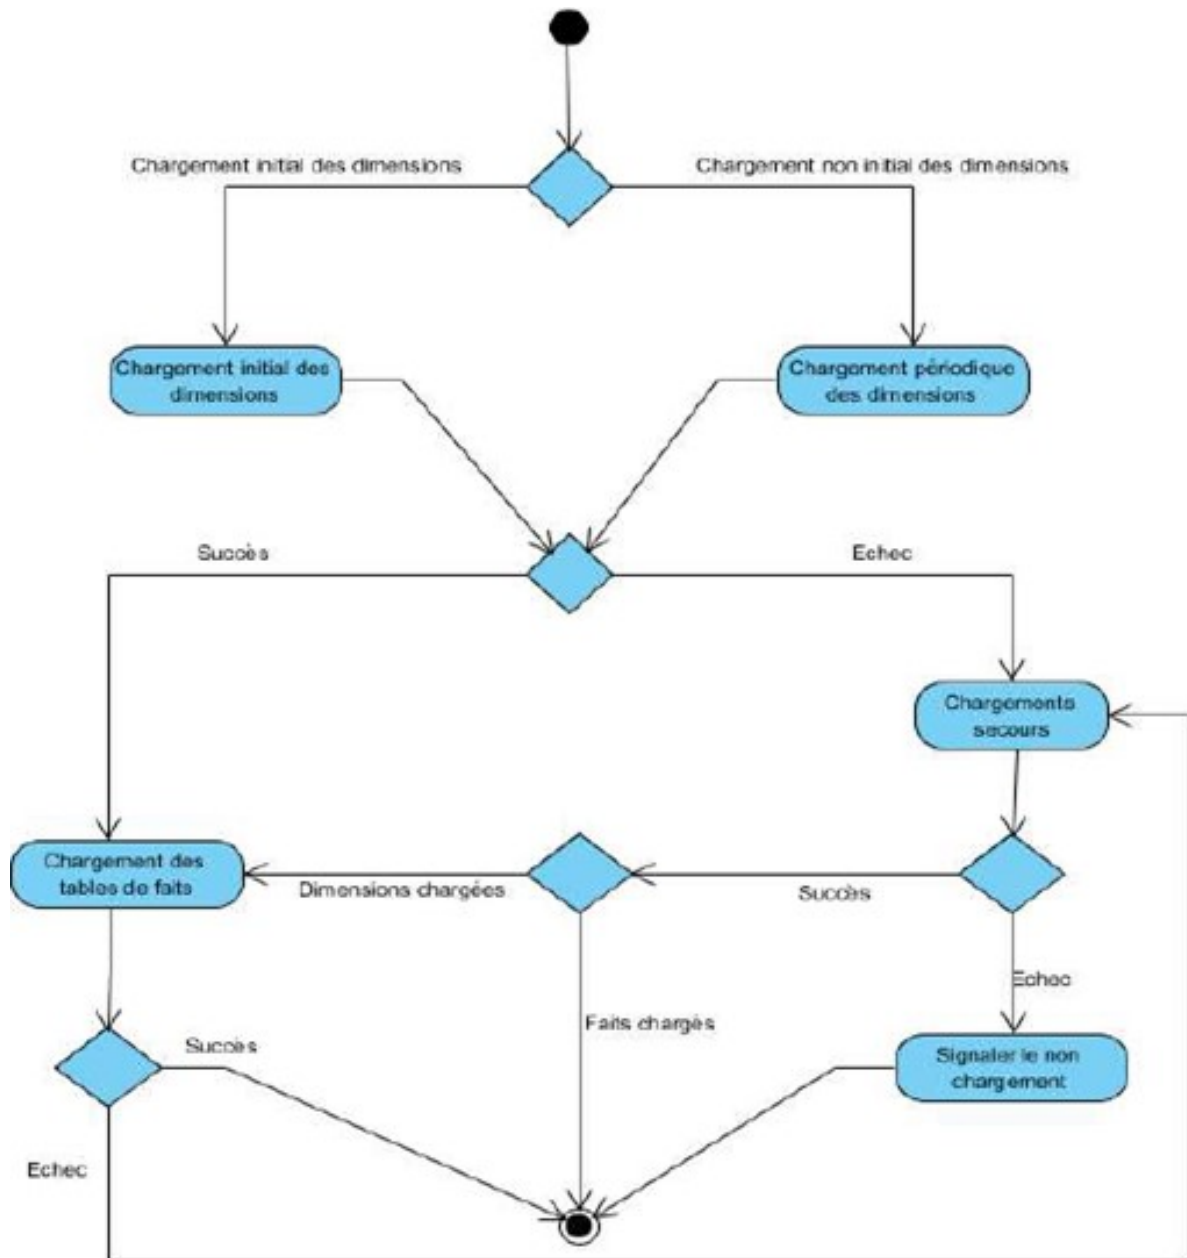 Chargement initial des dimensions
Chargement non initial des dimensions
Chargement initial des
dimensions
Chargement périodique
des dimensions
Succès
Echec
Chargements
secours
Chargement des
tables de faits
Dimensions chargées
Succès
Echec
Faits chargés
Succès
Signaler le non
chargement
Echec